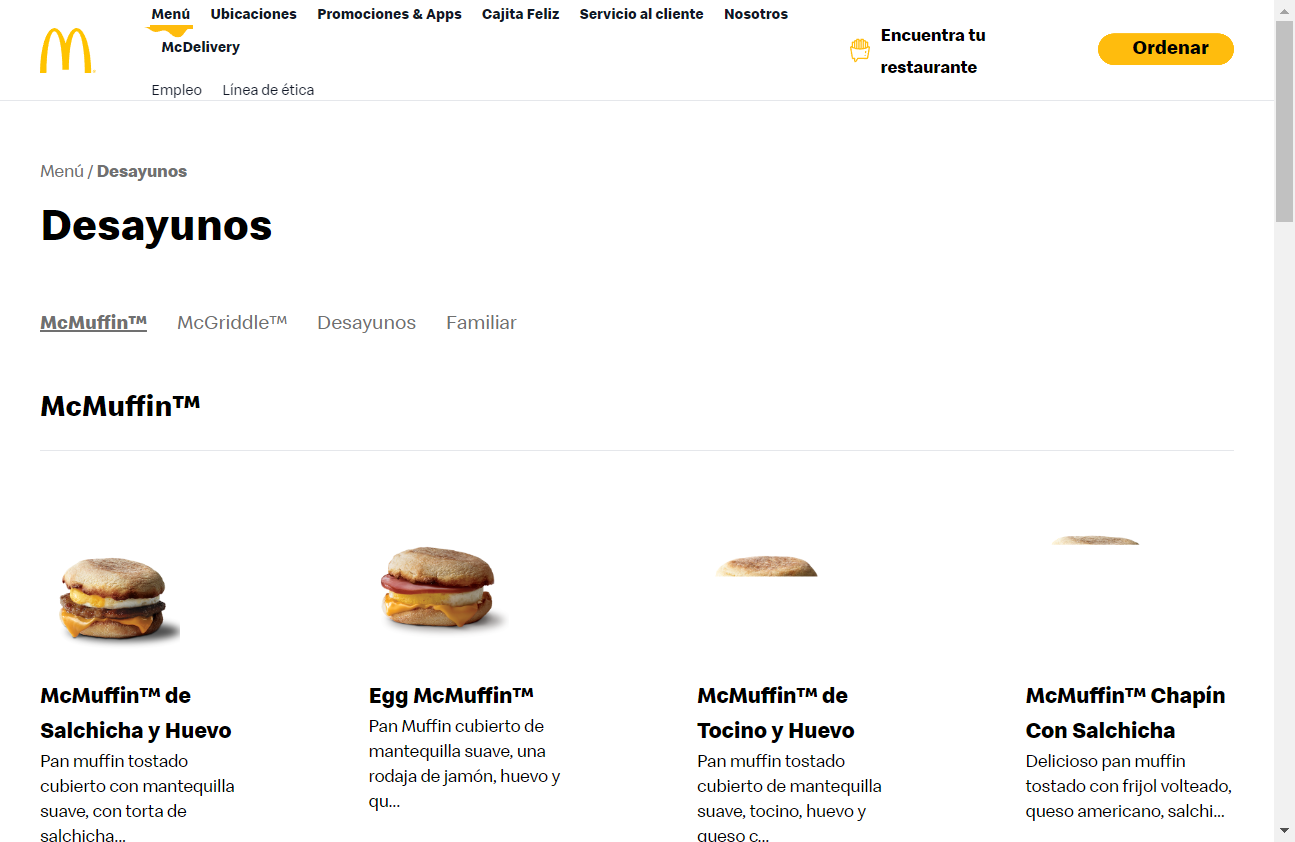 Menú Ubicaciones Promociones & Apps Cajita Feliz Servicio al cliente Nosotros
McDelivery
Empleo Línea de ética
Encuentra tu
restaurante
Ordenar
Menú / Desayunos
Desayunos
McMuffin™ McGriddle™ Desayunos Familiar
McMuffin™
McMuffin™ de
Salchicha y Huevo
Pan muffin tostado
cubierto con mantequilla
suave, con torta de
salchicha...
Egg McMuffin™
Pan Muffin cubierto de
mantequilla suave, una
rodaja de jamón, huevo y
qu...
McMuffin™ de
Tocino y Huevo
Pan muffin tostado
cubierto de mantequilla
suave, tocino, huevo y
queso c...
McMuffin™ Chapín
Con Salchicha
Delicioso pan muffin
tostado con frijol volteado,
queso americano, salchi...